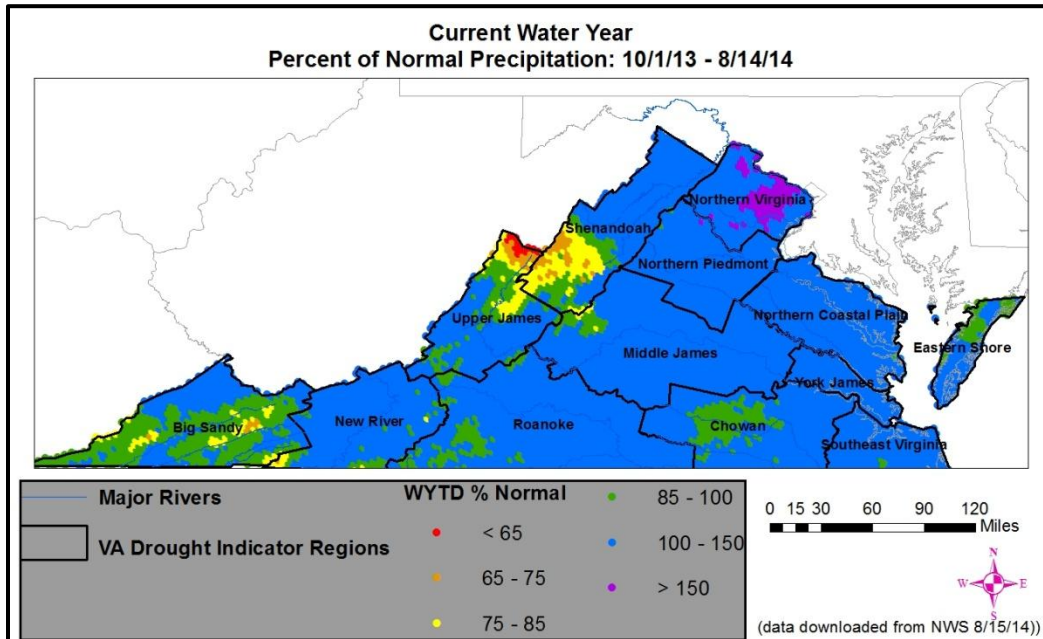 Current Water Year
Percent of Normal Precipitation: 10/1/13 - 8/14/14
Northern Virginia
Shenandoah
Northern Piedmont
Upper James
Northern Coastal Plain
Middle James
Eastern Shore
York James
Big Sandy
New River
Roanoke
Chowan
Southeast Virginia
Major Rivers
VA Drought Indicator Regions
WYTD % Normal
< 65
65 - 75
75 - 85
85 - 100
100 - 150
> 150
0 15 30 60 90 120
Miles
N
W E
S
(data downloaded from NWS 8/15/14))